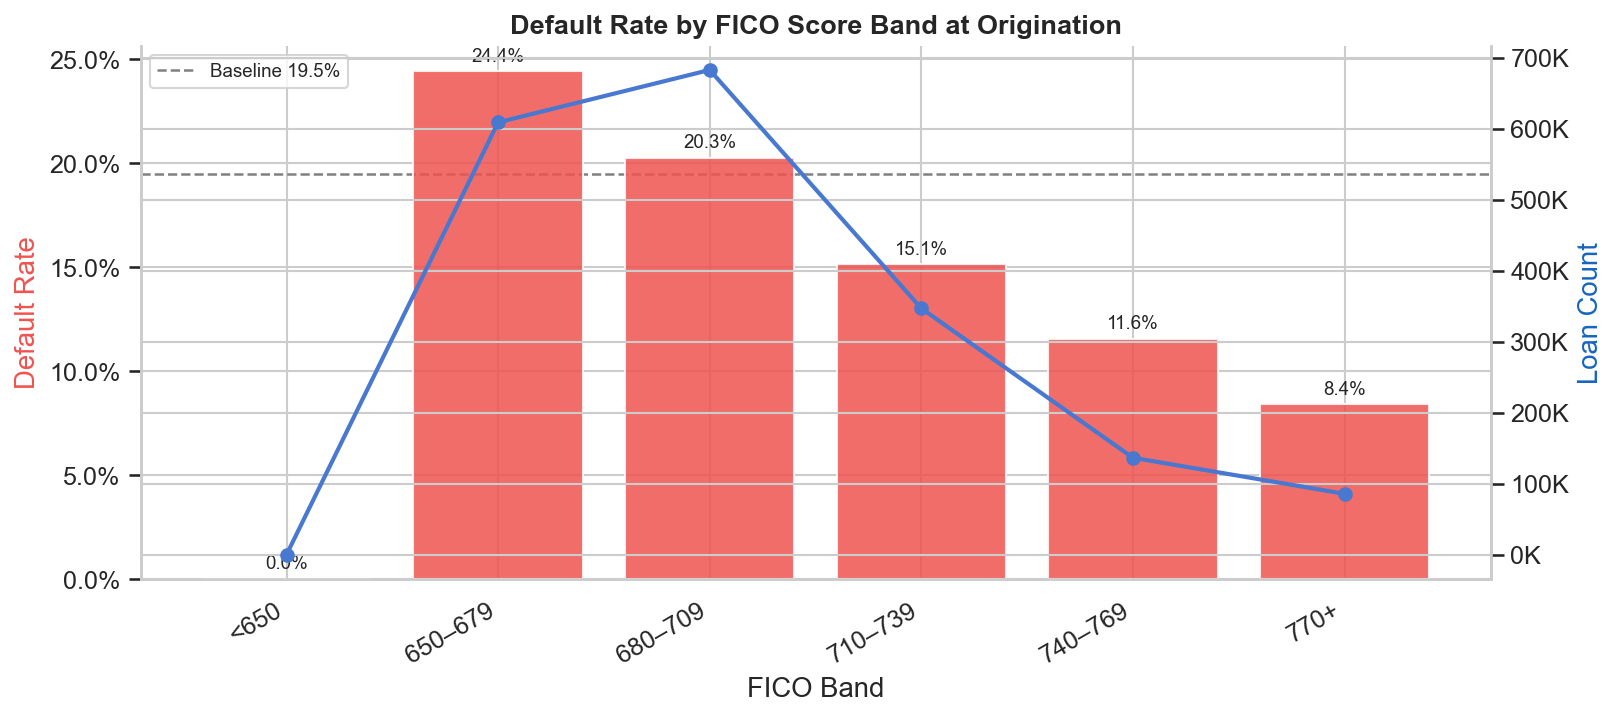 Default Rate by FICO Score Band at Origination
Baseline 19.5%
25.0%
20.0%
15.0%
10.0%
5.0%
0.0%
Default Rate
0.0%
24.4%
20.3%
15.1%
11.6%
8.4%
700K
600K
500K
400K
300K
200K
100K
0K
Loan Count
<650
650–679
680–709
710–739
740–769
770+
FICO Band